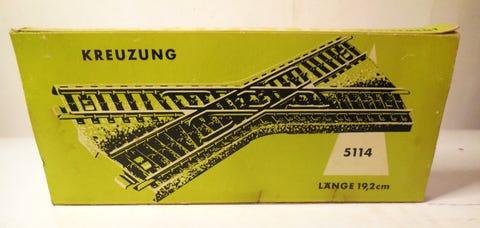 KREUZUNG
5114
LÄNGE 19,2cm